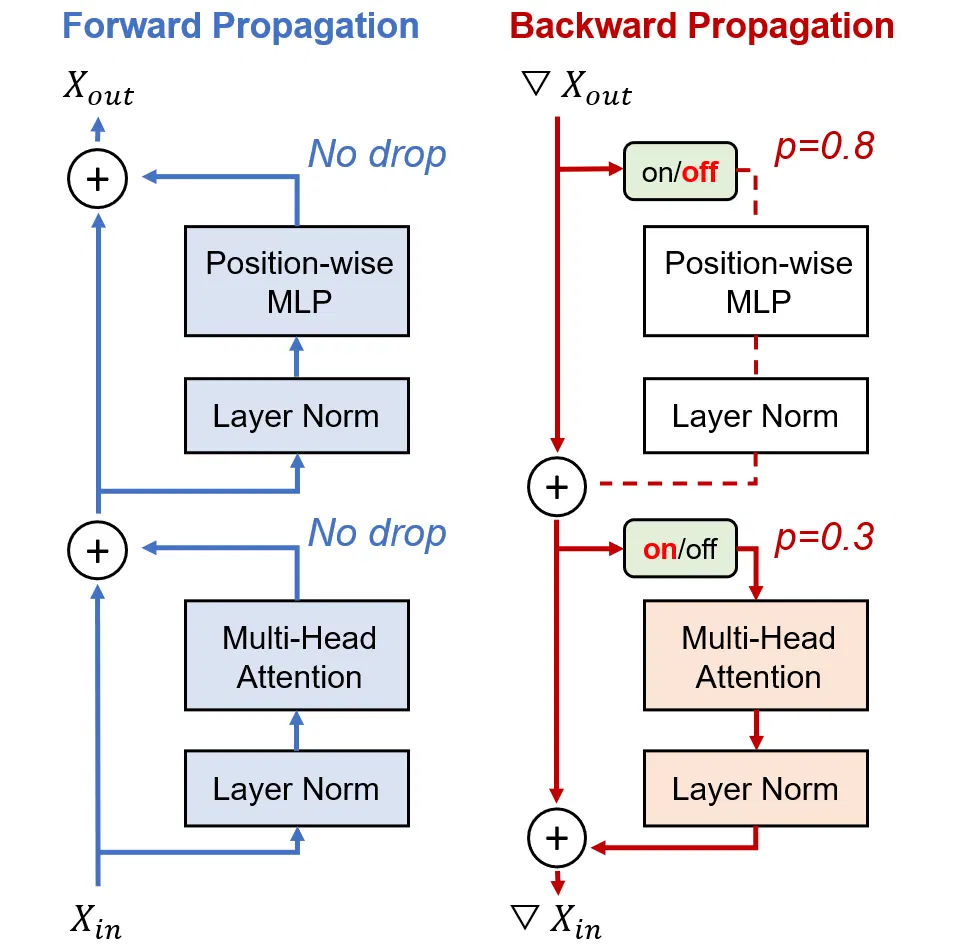 Forward Propagation
X_out
No drop
+
Position-wise
MLP
Layer Norm
+
No drop
Multi-Head
Attention
Layer Norm
X_in
Backward Propagation
▽ X_out
on/off
p=0.8
Position-wise
MLP
Layer Norm
+
on/off
p=0.3
Multi-Head
Attention
Layer Norm
+
▽ X_in